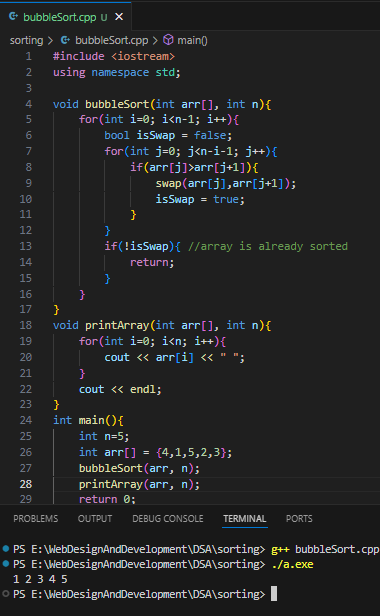 bubbleSort.cpp U ×
sorting > bubbleSort.cpp > main()
1 #include <iostream>
2 using namespace std;
3
4 void bubbleSort(int arr[], int n){
5 for(int i=0; i<n-1; i++){
6 bool isSwap = false;
7 for(int j=0; j<n-i-1; j++){
8 if(arr[j]>arr[j+1]){
9 swap(arr[j],arr[j+1]);
10 isSwap = true;
11 }
12 }
13 if(!isSwap){ //array is already sorted
14 return;
15 }
16 }
17 }
18 void printArray(int arr[], int n){
19 for(int i=0; i<n; i++){
20 cout << arr[i] << " ";
21 }
22 cout << endl;
23 }
24 int main(){
25 int n=5;
26 int arr[] = {4,1,5,2,3};
27 bubbleSort(arr, n);
28 printArray(arr, n);
29 return 0;
PROBLEMS OUTPUT DEBUG CONSOLE TERMINAL PORTS
PS E:\WebDesignAndDevelopment\DSA\sorting> g++ bubbleSort.cpp
PS E:\WebDesignAndDevelopment\DSA\sorting> ./a.exe
1 2 3 4 5
PS E:\WebDesignAndDevelopment\DSA\sorting>